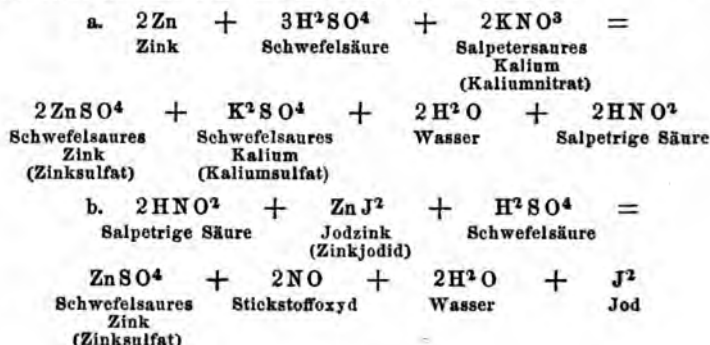 a. 2Zn + 3H²SO⁴ + 2KNO³ =
Zink Schwefelsäure Salpetersaures
Kalium
(Kaliumnitrat)
2ZnSO⁴ + K²SO⁴ + 2H²O + 2HNO²
Schwefelsaures Schwefelsaures Wasser Salpetrige Säure
Zink Kalium
(Zinksulfat) (Kaliumsulfat)
b. 2HNO² + ZnJ² + H²SO⁴ =
Salpetrige Säure Jodzink Schwefelsäure
(Zinkjodid)
ZnSO⁴ + 2NO + 2H²O + J²
Schwefelsaures Stickstoffoxyd Wasser Jod
Zink
(Zinksulfat)